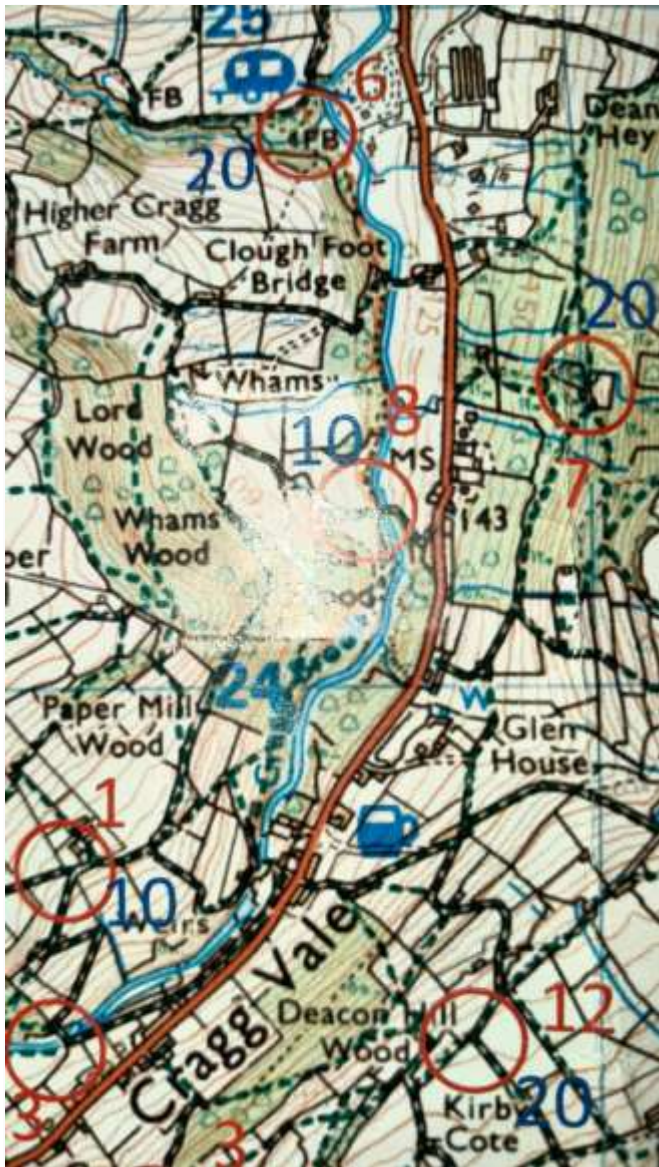 25
6
FB
FB
20
Dean
Hey
Higher Cragg
Farm
Clough Foot
Bridge
20
25
150
Whams
8
10
MS
Lord
Wood
7
143
Whams
Wood
24
W
Paper Mill
Wood
Glen
House
1
10
Weirs
Cragg Vale
Deacon Hill
Wood
12
20
Kirby
Cote
3
3